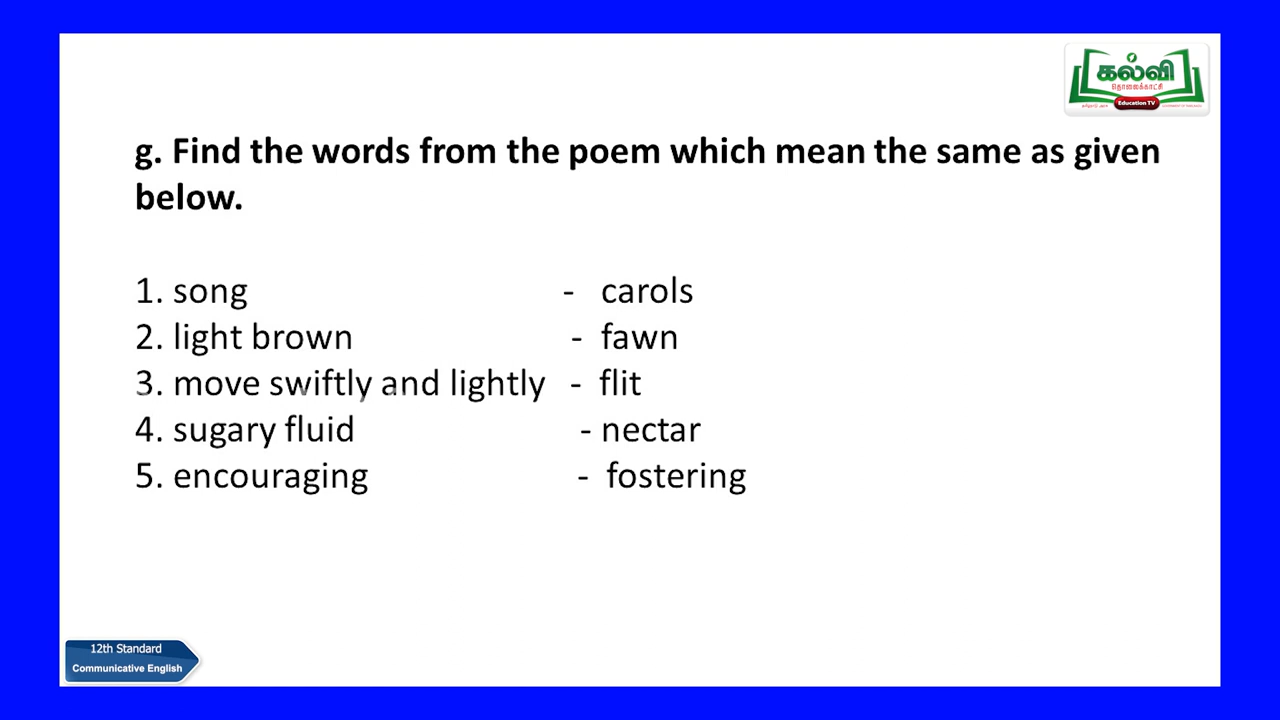 கல்வி
தொலைக்காட்சி
Education TV
g. Find the words from the poem which mean the same as given
below.
1. song - carols
2. light brown - fawn
3. move swiftly and lightly - flit
4. sugary fluid - nectar
5. encouraging - fostering
12th Standard
Communicative English